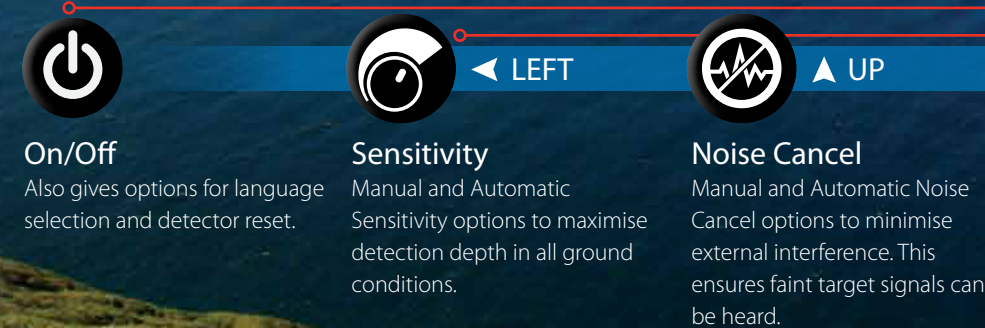 LEFT
UP
On/Off
Also gives options for language
selection and detector reset.
Sensitivity
Manual and Automatic
Sensitivity options to maximise
detection depth in all ground
conditions.
Noise Cancel
Manual and Automatic Noise
Cancel options to minimise
external interference. This
ensures faint target signals can
be heard.